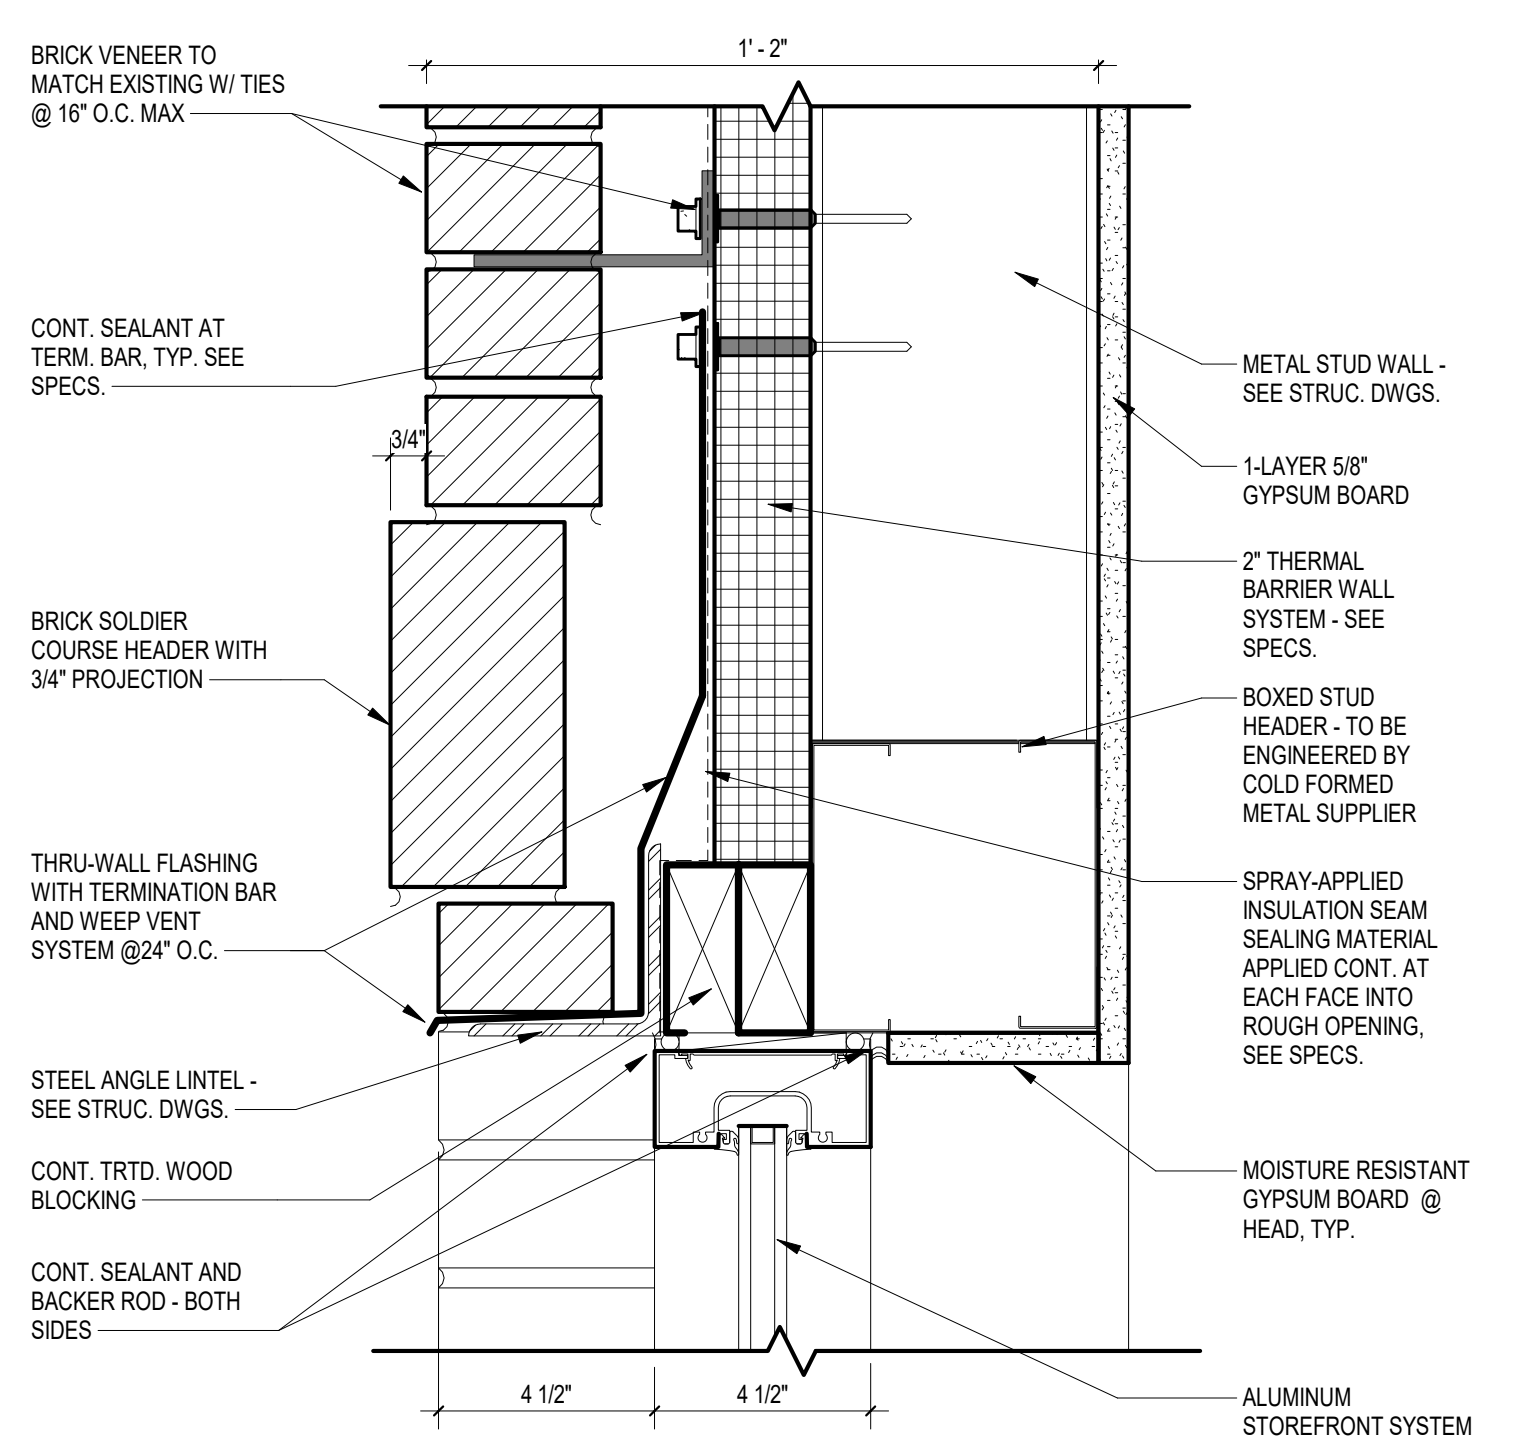 1' - 2"
BRICK VENEER TO
MATCH EXISTING W/ TIES
@ 16" O.C. MAX
CONT. SEALANT AT
TERM. BAR, TYP. SEE
SPECS.
3/4"
BRICK SOLDIER
COURSE HEADER WITH
3/4" PROJECTION
THRU-WALL FLASHING
WITH TERMINATION BAR
AND WEEP VENT
SYSTEM @24" O.C.
STEEL ANGLE LINTEL -
SEE STRUC. DWGS.
CONT. TRTD. WOOD
BLOCKING
CONT. SEALANT AND
BACKER ROD - BOTH
SIDES
METAL STUD WALL -
SEE STRUC. DWGS.
1-LAYER 5/8"
GYPSUM BOARD
2" THERMAL
BARRIER WALL
SYSTEM - SEE
SPECS.
BOXED STUD
HEADER - TO BE
ENGINEERED BY
COLD FORMED
METAL SUPPLIER
SPRAY-APPLIED
INSULATION SEAM
SEALING MATERIAL
APPLIED CONT. AT
EACH FACE INTO
ROUGH OPENING,
SEE SPECS.
MOISTURE RESISTANT
GYPSUM BOARD @
HEAD, TYP.
ALUMINUM
STOREFRONT SYSTEM
4 1/2"
4 1/2"